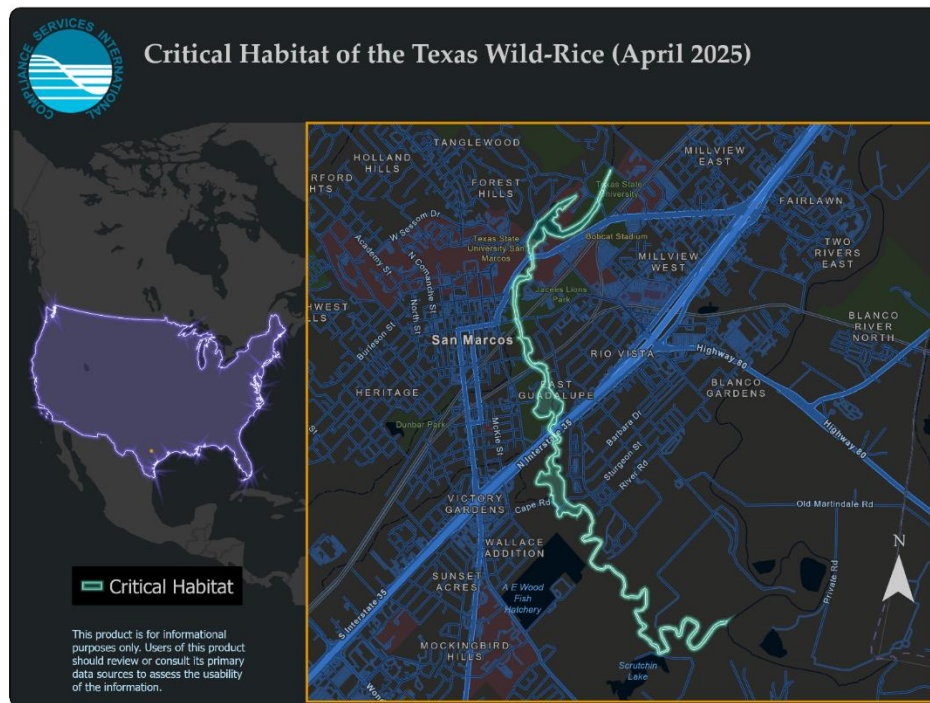 COMPLIANCE SERVICES INTERNATIONAL
Critical Habitat of the Texas Wild-Rice (April 2025)
Critical Habitat
This product is for informational
purposes only. Users of this product
should review or consult its primary
data sources to assess the usability
of the information.
TANGLEWOOD
HOLLAND
HILLS
FOREST
HILLS
MILLVIEW
EAST
Texas State
University
FAIRLAWN
W Sessom Dr
Academy St
N Comanche St
North St
Texas State
University San
Marcos
Bobcat Stadium
MILLVIEW
WEST
TWO
RIVERS
EAST
Jaycees Lions
Park
Burleson St
San Marcos
RIO VISTA
Highway 80
BLANCO
RIVER
NORTH
HERITAGE
EAST
GUADALUPE
BLANCO
GARDENS
Dunbar Park
McKie St
N Interstate 35
Barbara Dr
Sturgeon St
River Rd
Highway 80
VICTORY
GARDENS
Cape Rd
Old Martindale Rd
WALLACE
ADDITION
N
SUNSET
ACRES
A E Wood
Fish
Hatchery
Private Rd
S Interstate 35
MOCKINGBIRD
HILLS
Scrutchin
Lake